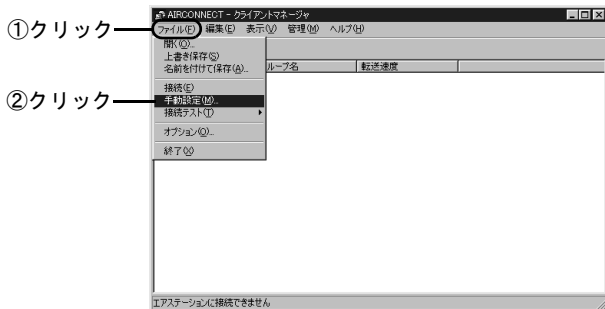 AIRCONNECT - クライアントマネージャ
①クリック
ファイル(F) 編集(E) 表示(V) 管理(M) ヘルプ(H)
開く(O)...
上書き保存(S)
名前を付けて保存(A)...
ループ名 転送速度
接続(E)
②クリック
手動設定(M)...
接続テスト(T)
オプション(O)...
終了(X)
エアステーションに接続できません